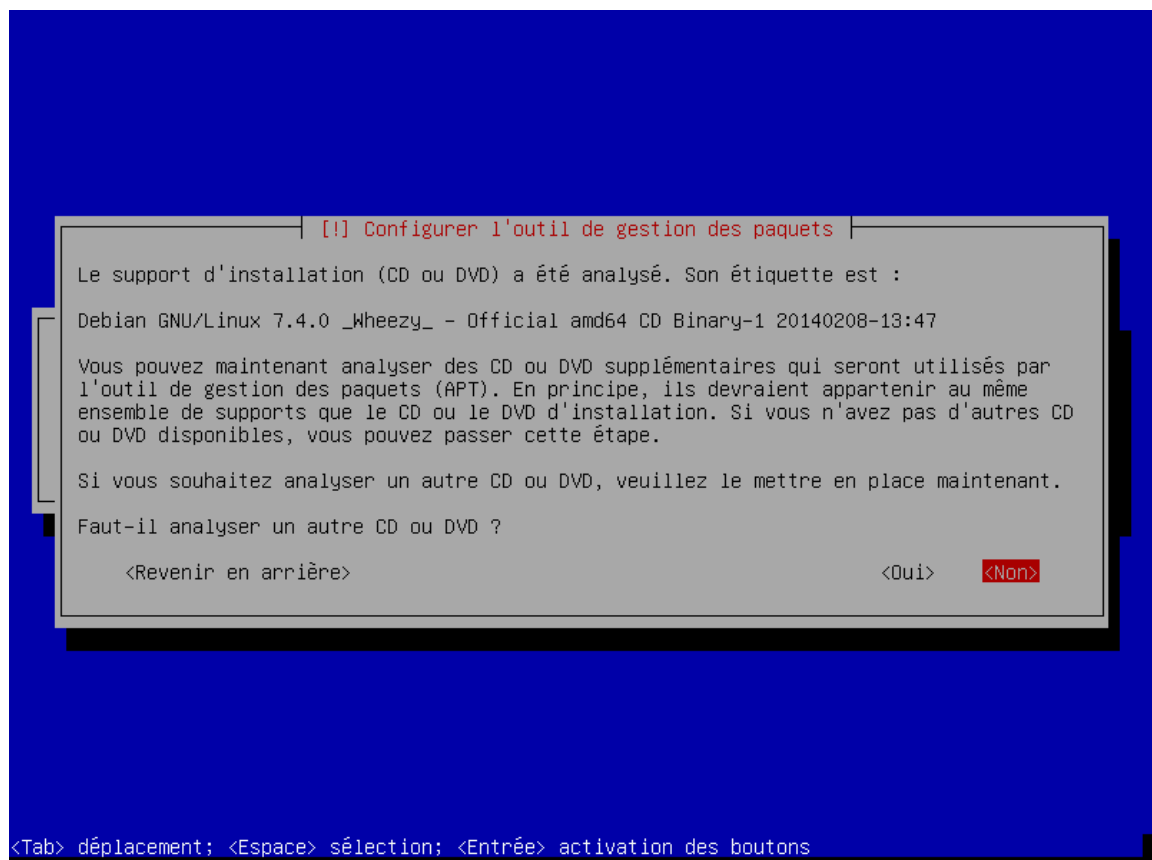 [!] Configurer l'outil de gestion des paquets
Le support d'installation (CD ou DVD) a été analysé. Son étiquette est :
Debian GNU/Linux 7.4.0 _Wheezy_ - Official amd64 CD Binary-1 20140208-13:47
Vous pouvez maintenant analyser des CD ou DVD supplémentaires qui seront utilisés par
l'outil de gestion des paquets (APT). En principe, ils devraient appartenir au même
ensemble de supports que le CD ou le DVD d'installation. Si vous n'avez pas d'autres CD
ou DVD disponibles, vous pouvez passer cette étape.
Si vous souhaitez analyser un autre CD ou DVD, veuillez le mettre en place maintenant.
Faut-il analyser un autre CD ou DVD ?
<Revenir en arrière> <Oui> <Non>
<Tab> déplacement; <Espace> sélection; <Entrée> activation des boutons